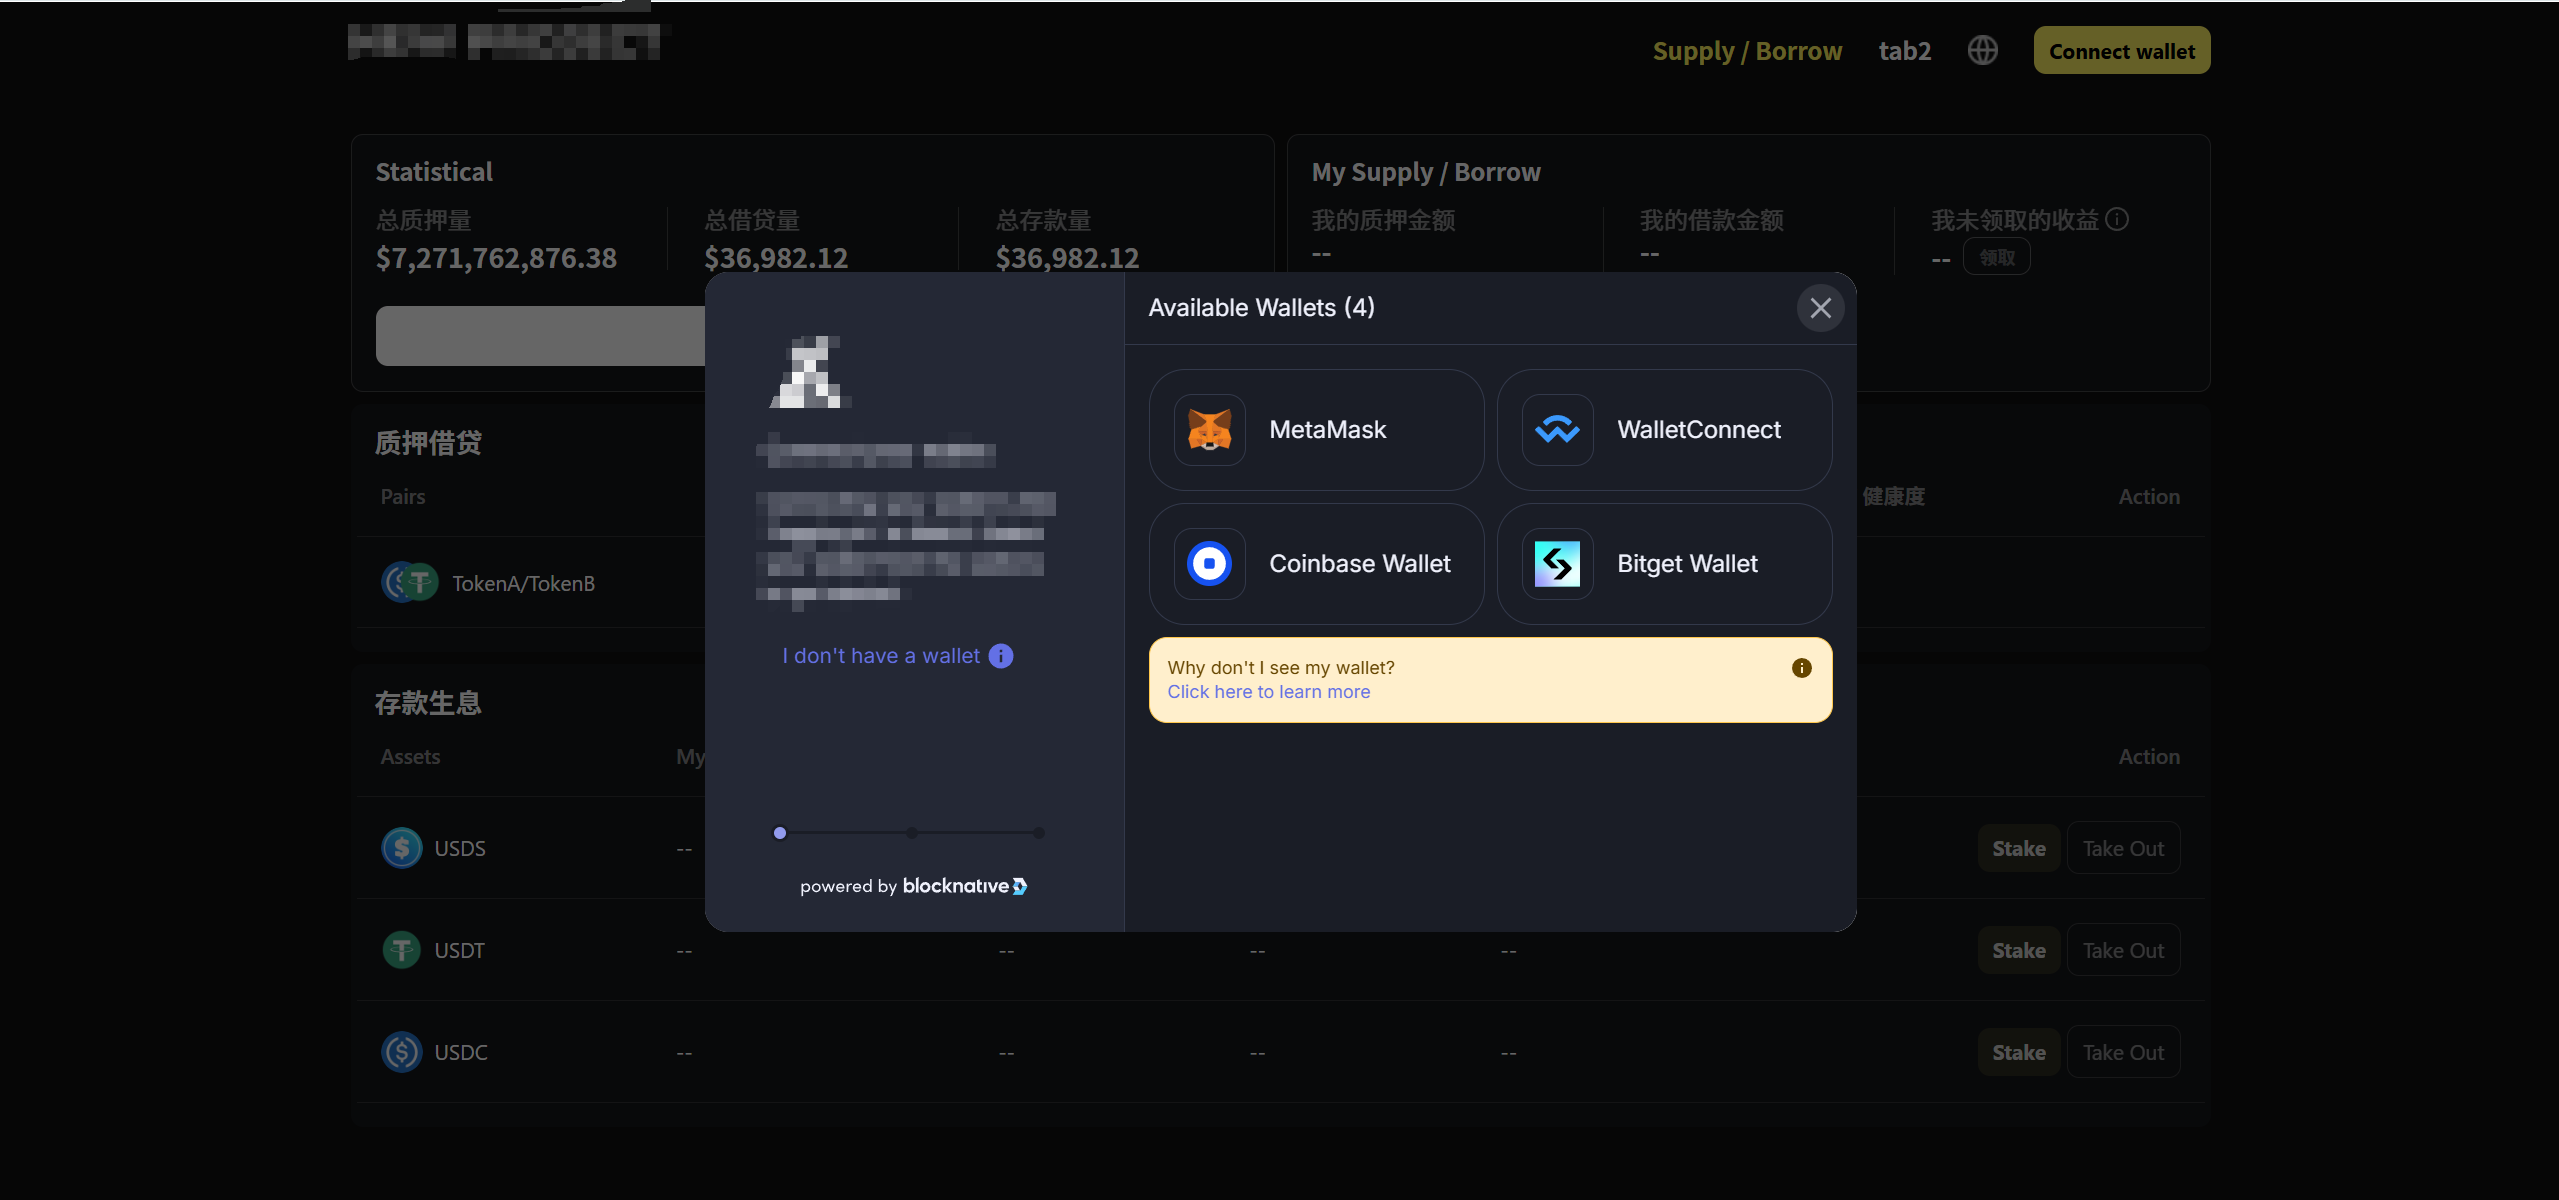 Supply / Borrow
tab2
Connect wallet
Statistical
总质押量
总借贷量
总存款量
$7,271,762,876.38
$36,982.12
$36,982.12
My Supply / Borrow
我的质押金额
我的借款金额
我未领取的收益
--
--
--
领取
质押借贷
Pairs
健康度
Action
TokenA/TokenB
存款生息
Assets
My
Action
USDS
--
Stake
Take Out
USDT
--
--
--
--
Stake
Take Out
USDC
--
--
--
--
Stake
Take Out
I don't have a wallet
powered by blocknative
Available Wallets (4)
MetaMask
WalletConnect
Coinbase Wallet
Bitget Wallet
Why don't I see my wallet?
Click here to learn more